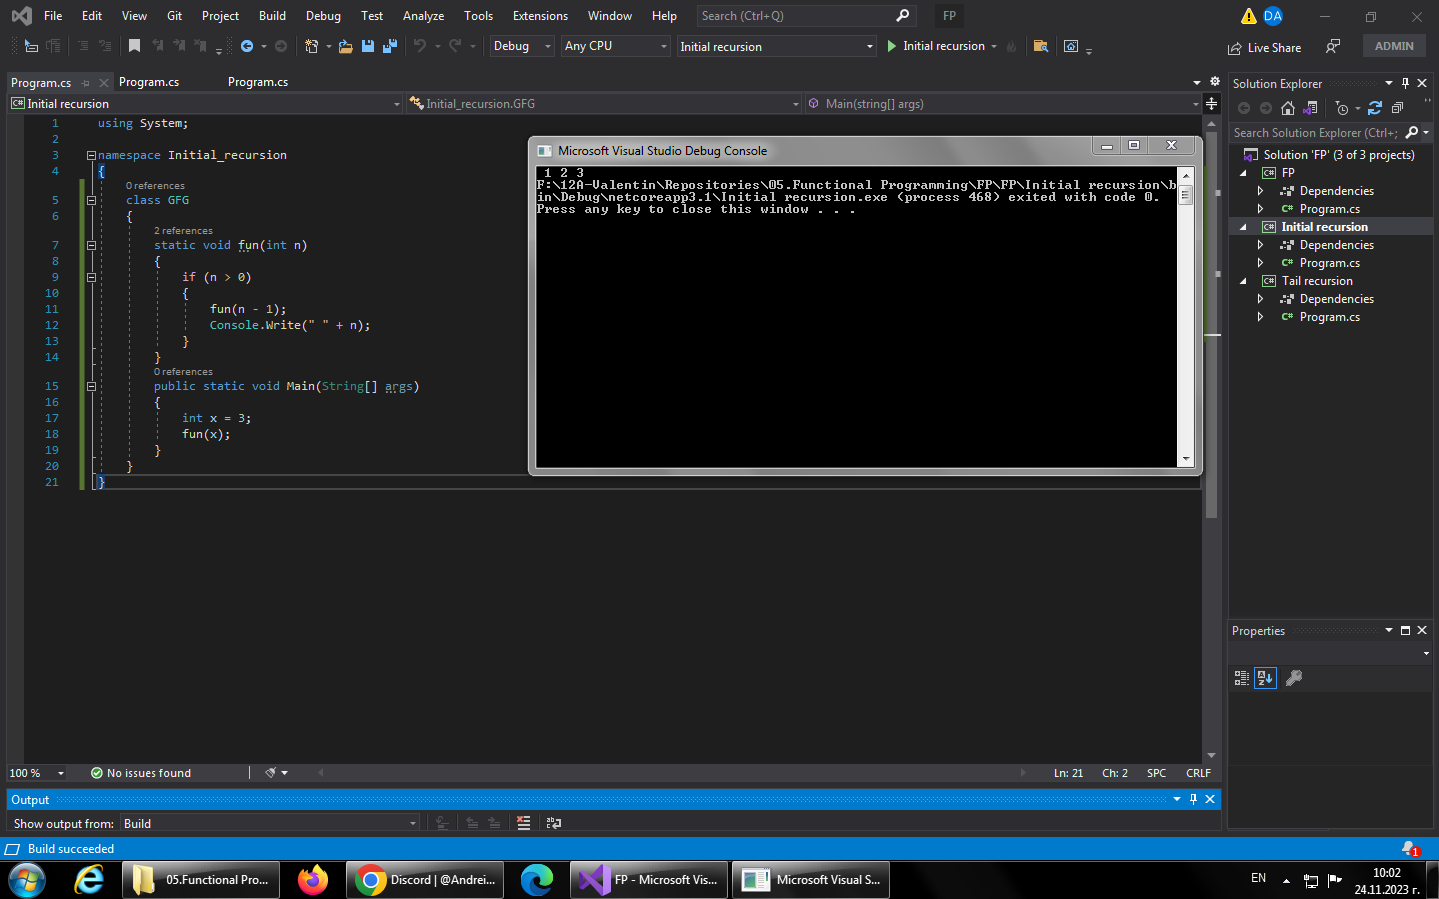 File Edit View Git Project Build Debug Test Analyze Tools Extensions Window Help Search (Ctrl+Q) FP DA
Debug Any CPU Initial recursion Initial recursion Live Share ADMIN
Program.cs Program.cs Program.cs
Initial recursion Initial_recursion.GFG Main(string[] args)
1 using System;
2
3 namespace Initial_recursion
4 {
0 references
5 class GFG
6 {
2 references
7 static void fun(int n)
8 {
9 if (n > 0)
10 {
11 fun(n - 1);
12 Console.Write(" " + n);
13 }
14 }
0 references
15 public static void Main(String[] args)
16 {
17 int x = 3;
18 fun(x);
19 }
20 }
21 }
Microsoft Visual Studio Debug Console
1 2 3
F:\12A-Valentin\Repositories\05.Functional Programming\FP\FP\Initial recursion\b
in\Debug\netcoreapp3.1\Initial recursion.exe (process 468) exited with code 0.
Press any key to close this window . . .
Solution Explorer
Search Solution Explorer (Ctrl+;
Solution 'FP' (3 of 3 projects)
C# FP
Dependencies
C# Program.cs
C# Initial recursion
Dependencies
C# Program.cs
C# Tail recursion
Dependencies
C# Program.cs
Properties
100 % No issues found Ln: 21 Ch: 2 SPC CRLF
Output
Show output from: Build
Build succeeded 1
05.Functional Pro... Discord | @Andrei... FP - Microsoft Vis... Microsoft Visual S... EN 10:02
24.11.2023 г.